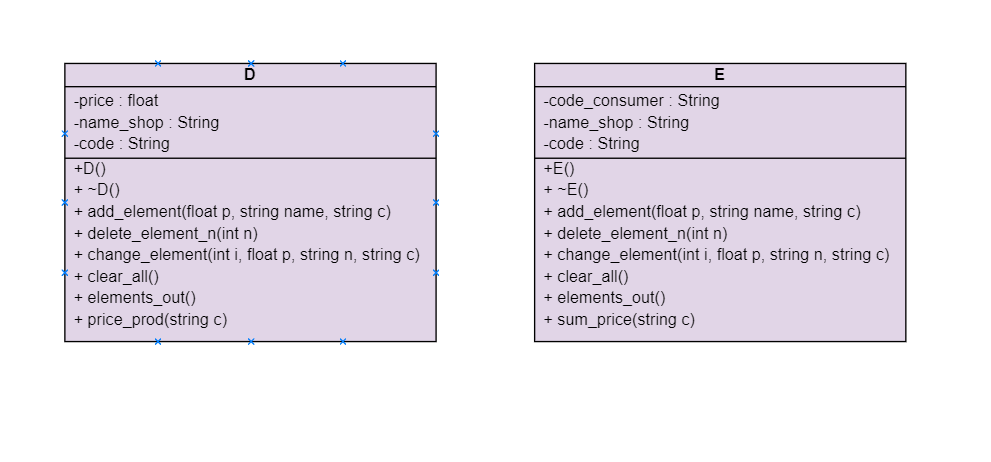 D
-price : float
-name_shop : String
-code : String
+D()
+ ~D()
+ add_element(float p, string name, string c)
+ delete_element_n(int n)
+ change_element(int i, float p, string n, string c)
+ clear_all()
+ elements_out()
+ price_prod(string c)
E
-code_consumer : String
-name_shop : String
-code : String
+E()
+ ~E()
+ add_element(float p, string name, string c)
+ delete_element_n(int n)
+ change_element(int i, float p, string n, string c)
+ clear_all()
+ elements_out()
+ sum_price(string c)